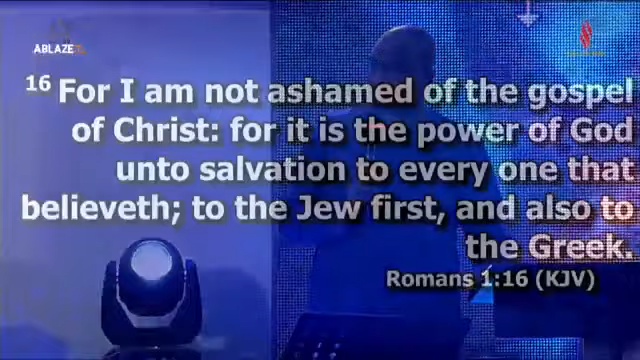 ABLAZE
16 For I am not ashamed of the gospel
of Christ: for it is the power of God
unto salvation to every one that
believeth; to the Jew first, and also to
the Greek.
Romans 1:16 (KJV)